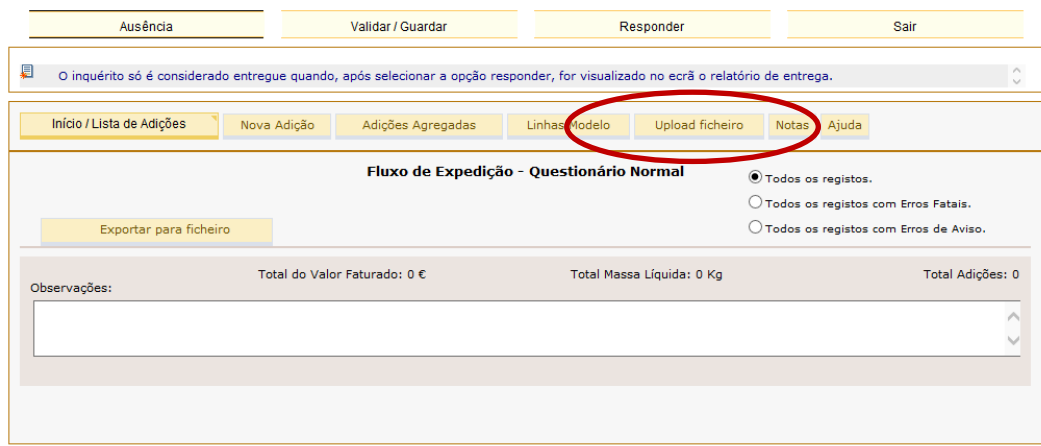 Ausência Validar / Guardar Responder Sair
O inquérito só é considerado entregue quando, após selecionar a opção responder, for visualizado no ecrã o relatório de entrega.
Início / Lista de Adições Nova Adição Adições Agregadas Linhas Modelo Upload ficheiro Notas Ajuda
Fluxo de Expedição - Questionário Normal
Todos os registos.
Todos os registos com Erros Fatais.
Todos os registos com Erros de Aviso.
Exportar para ficheiro
Total do Valor Faturado: 0 € Total Massa Líquida: 0 Kg Total Adições: 0
Observações: